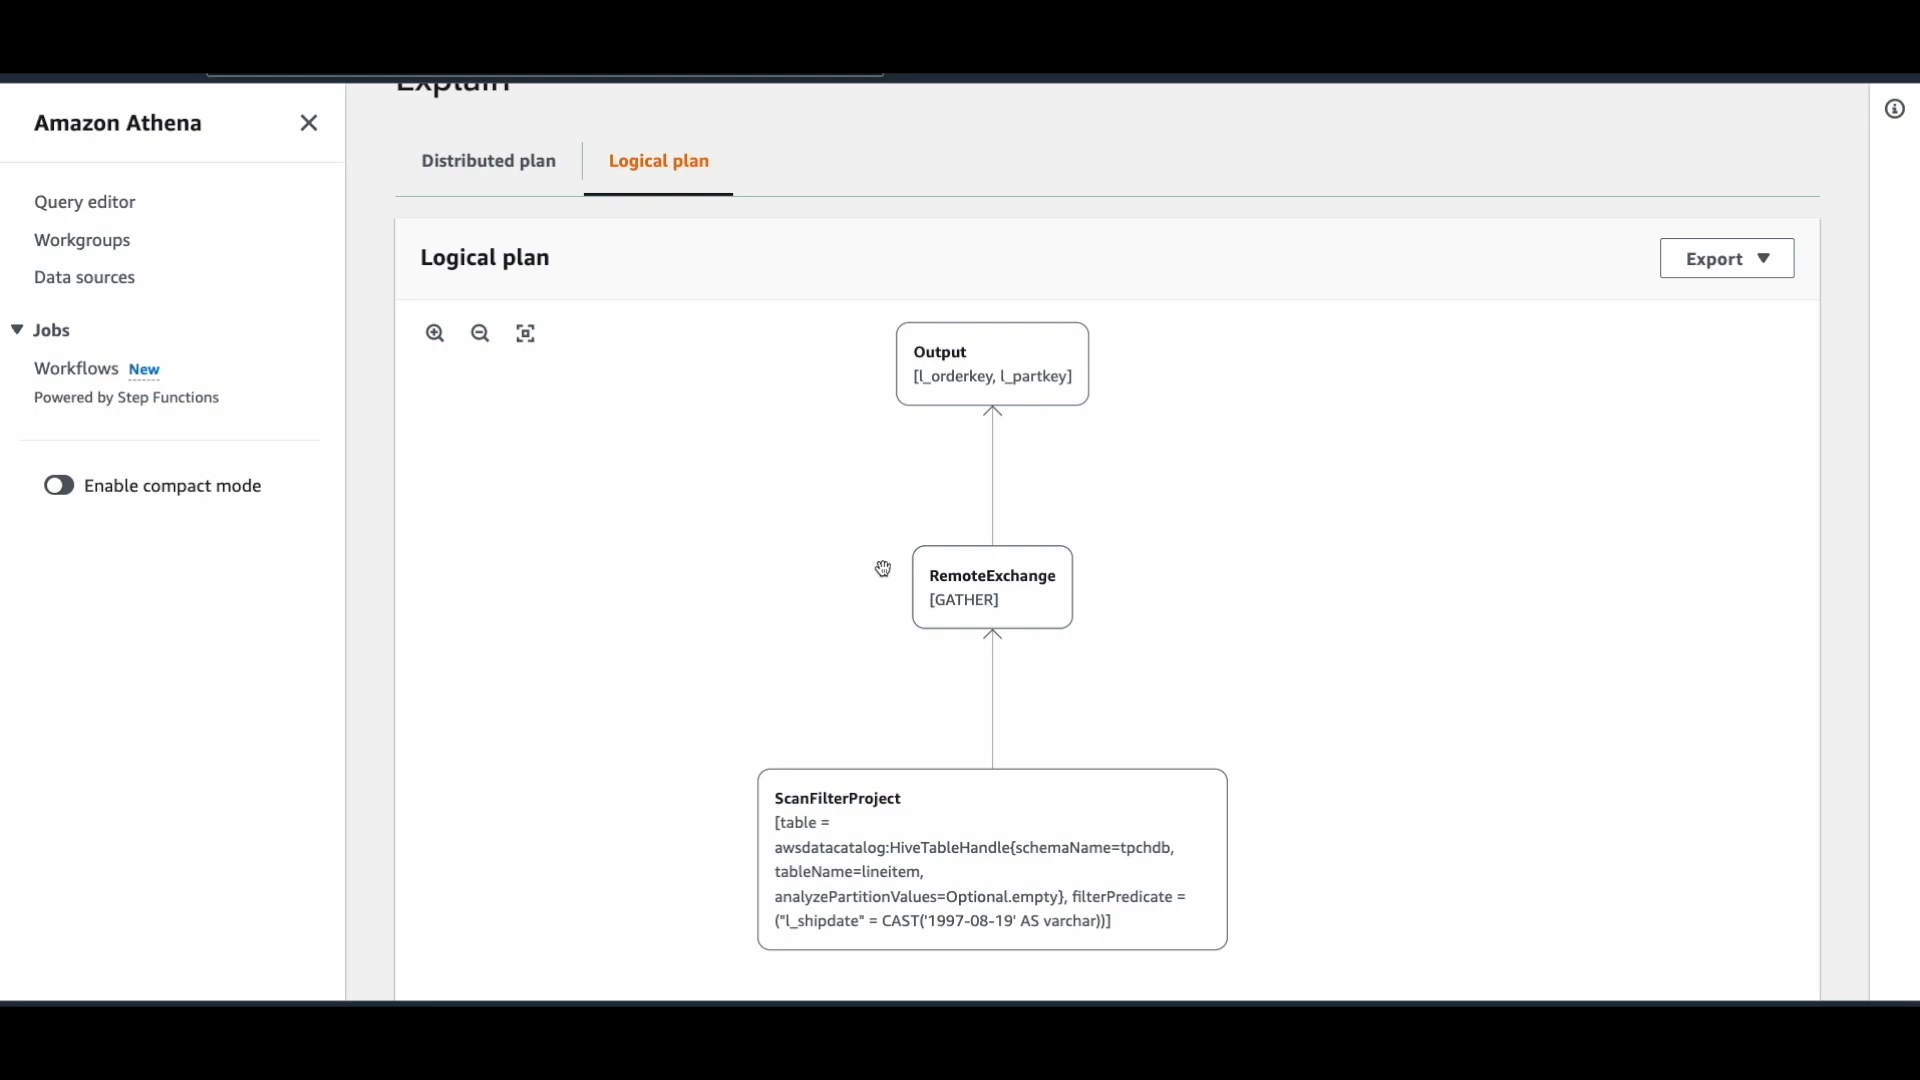 Explain
Amazon Athena
Query editor
Workgroups
Data sources
Jobs
Workflows New
Powered by Step Functions
Enable compact mode
Distributed plan
Logical plan
Logical plan
Export
Output
[l_orderkey, l_partkey]
RemoteExchange
[GATHER]
ScanFilterProject
[table =
awsdatacatalog:HiveTableHandle{schemaName=tpchdb,
tableName=lineitem,
analyzePartitionValues=Optional.empty}, filterPredicate =
("l_shipdate" = CAST('1997-08-19' AS varchar))]